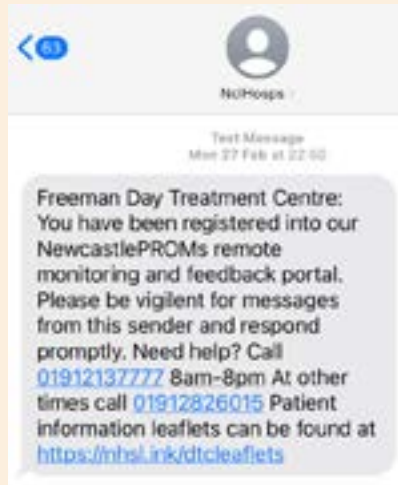 63
NclHosps
Text Message
Mon 27 Feb at 22:50
Freeman Day Treatment Centre:
You have been registered into our
NewcastlePROMs remote
monitoring and feedback portal.
Please be vigilent for messages
from this sender and respond
promptly. Need help? Call
01912137777 8am-8pm At other
times call 01912826015 Patient
information leaflets can be found at
https://nhsl.ink/dtcleaflets